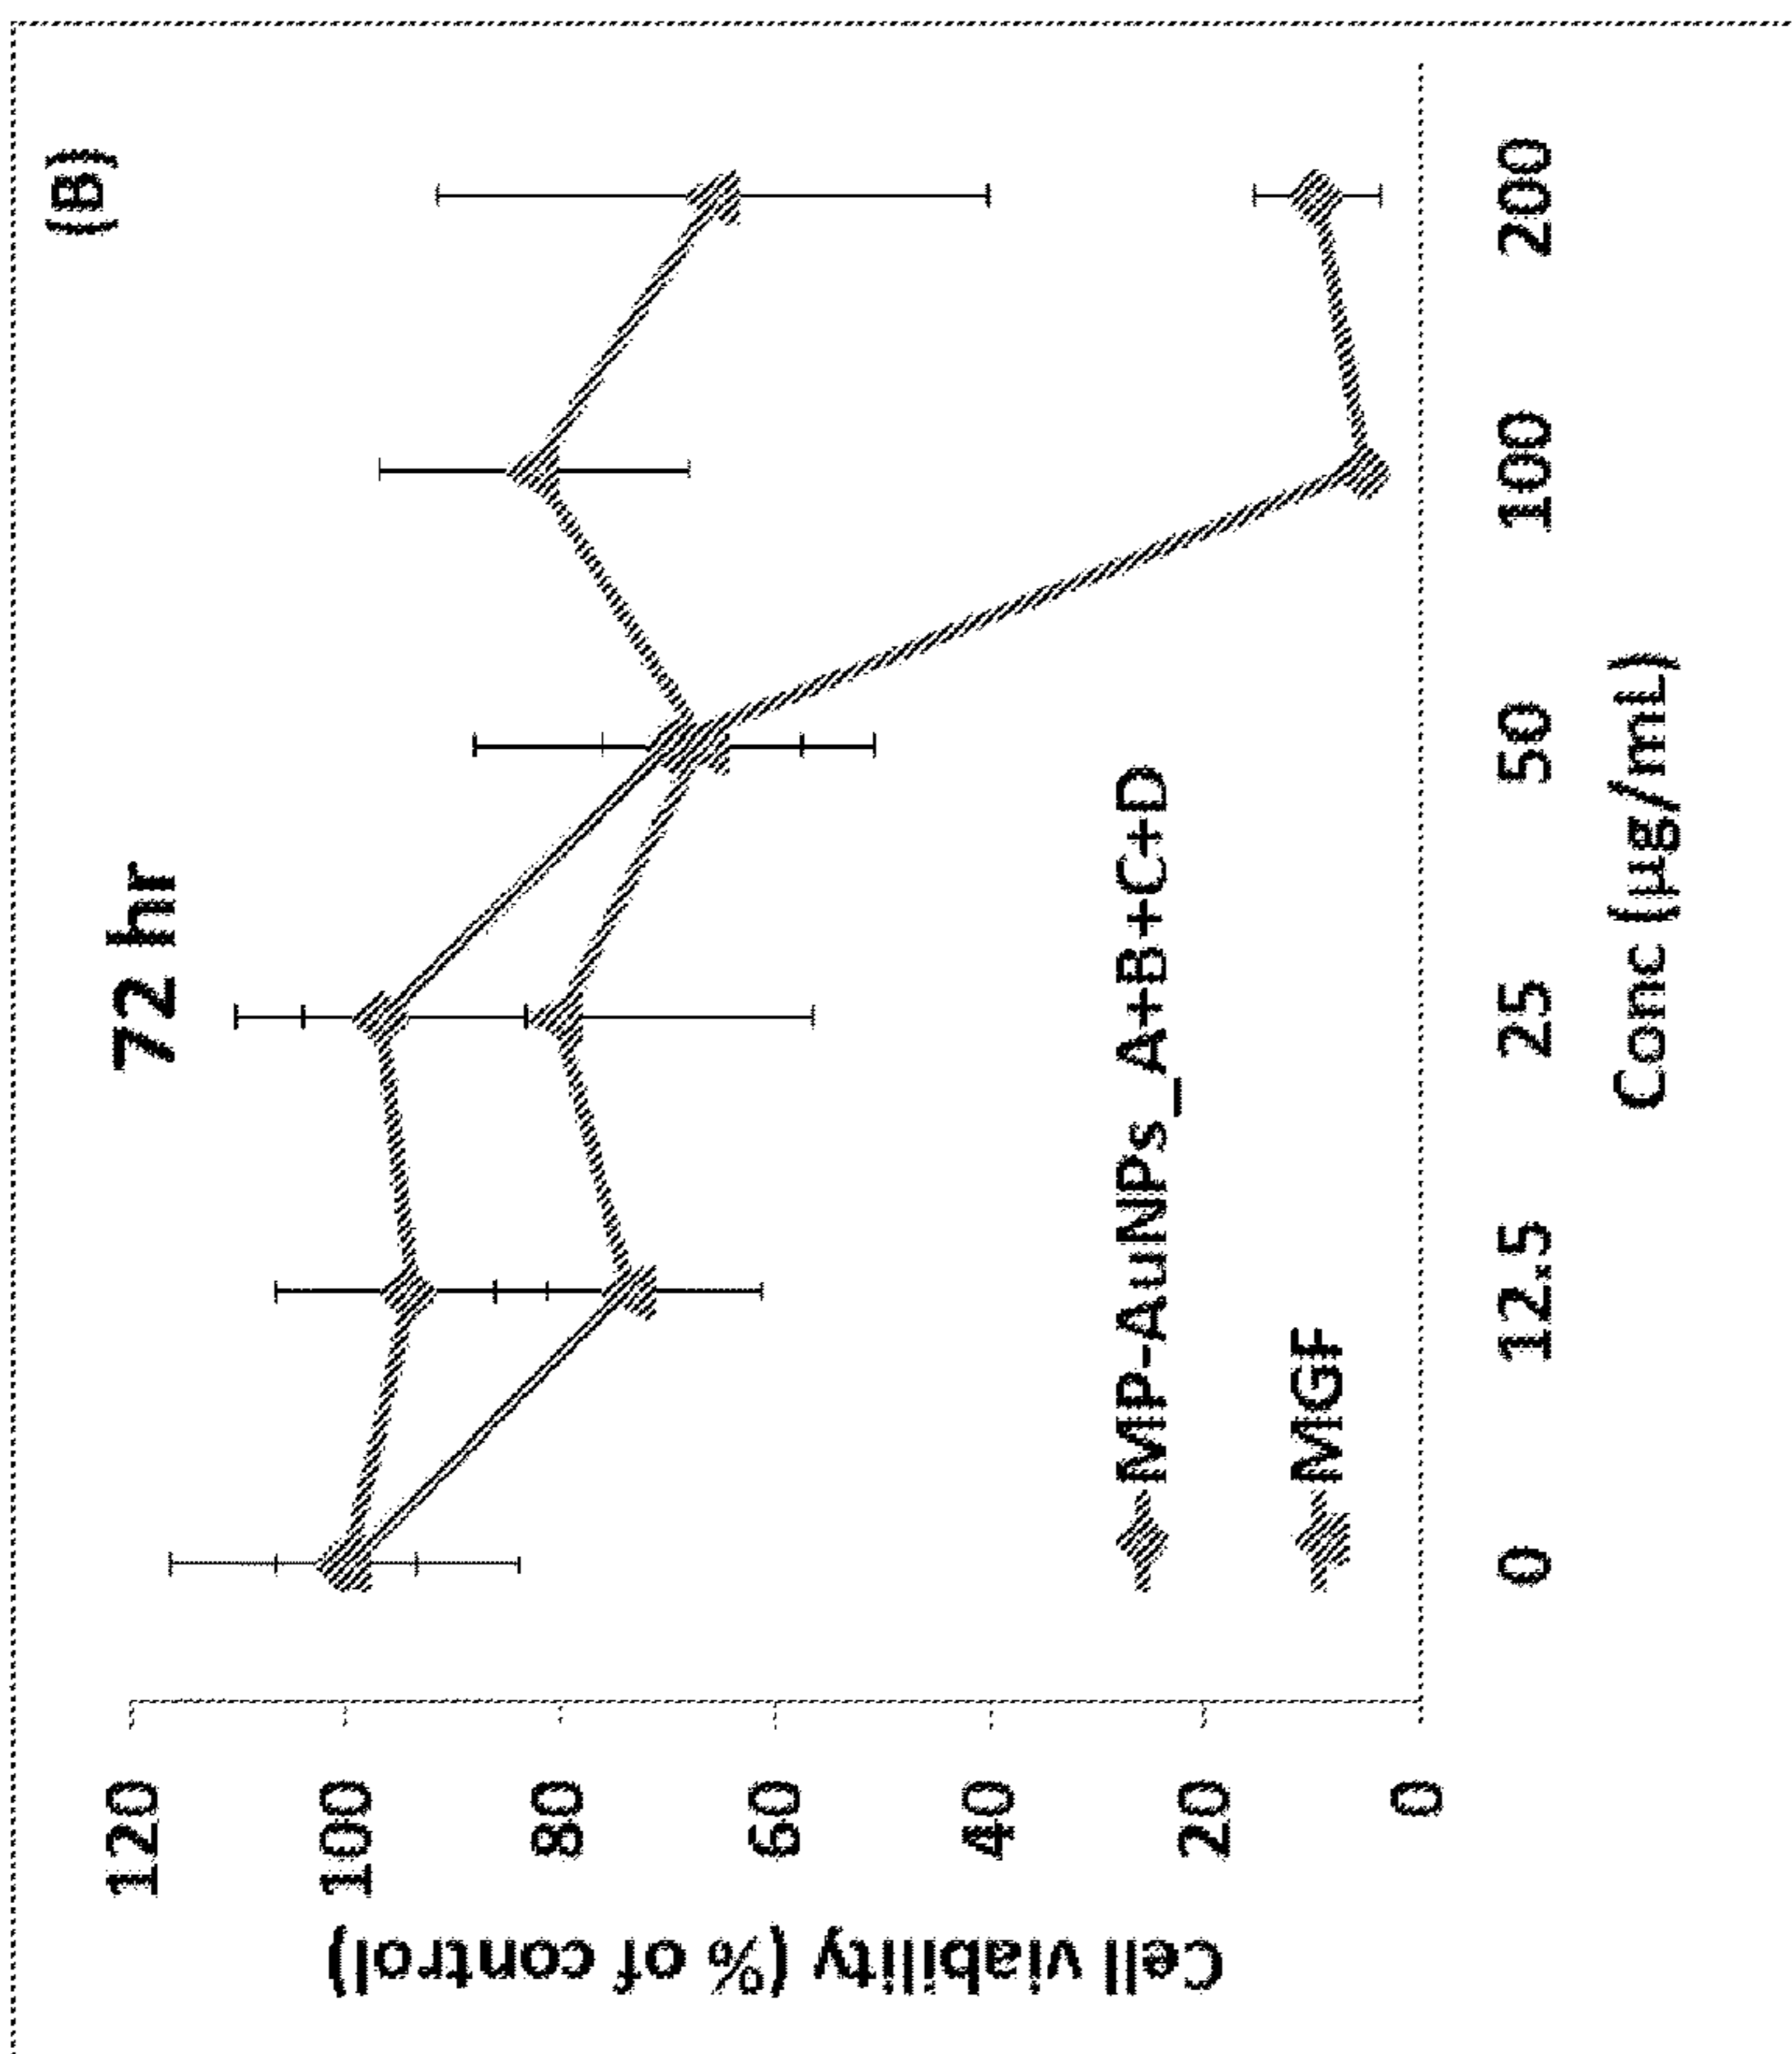 (B)
72 hr
Cell viability (% of control)
120
100
80
60
40
20
0
MP-AuNPs_A+B+C+D
MGF
0 12.5 25 50 100 200
Conc (µg/mL)